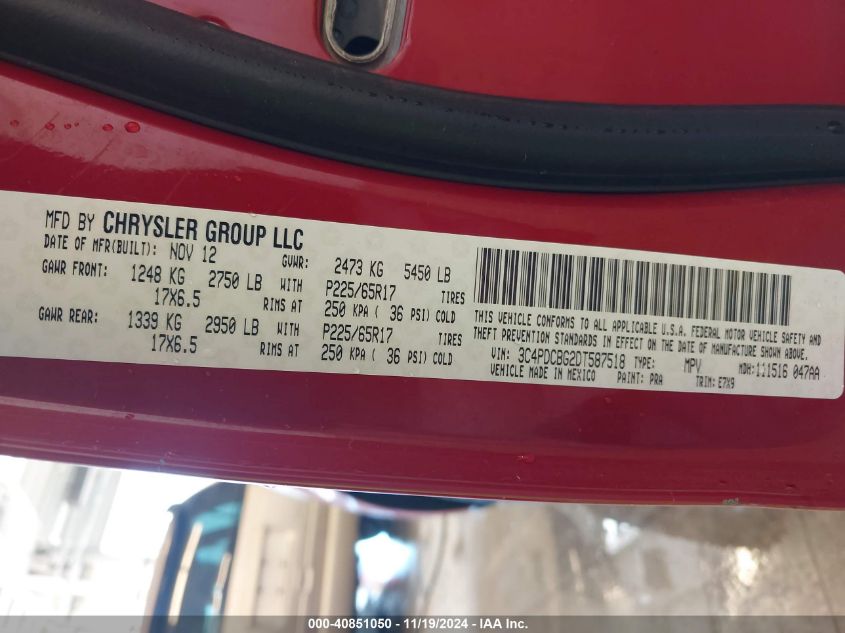 MFD BY CHRYSLER GROUP LLC
DATE OF MFR(BUILT): NOV 12 GVWR: 2473 KG 5450 LB
GAWR FRONT: 1248 KG 2750 LB WITH P225/65R17 TIRES
17X6.5 RIMS AT 250 KPA ( 36 PSI) COLD
GAWR REAR: 1339 KG 2950 LB WITH P225/65R17 TIRES
17X6.5 RIMS AT 250 KPA ( 36 PSI) COLD
THIS VEHICLE CONFORMS TO ALL APPLICABLE U.S.A. FEDERAL MOTOR VEHICLE SAFETY AND
THEFT PREVENTION STANDARDS IN EFFECT ON THE DATE OF MANUFACTURE SHOWN ABOVE.
VIN: 3C4PDCBG2DT587518 TYPE: MPV MDH:111516 047AA
VEHICLE MADE IN MEXICO PAINT: PRA TRIM: E7X9
000-40851050 - 11/19/2024 - IAA Inc.